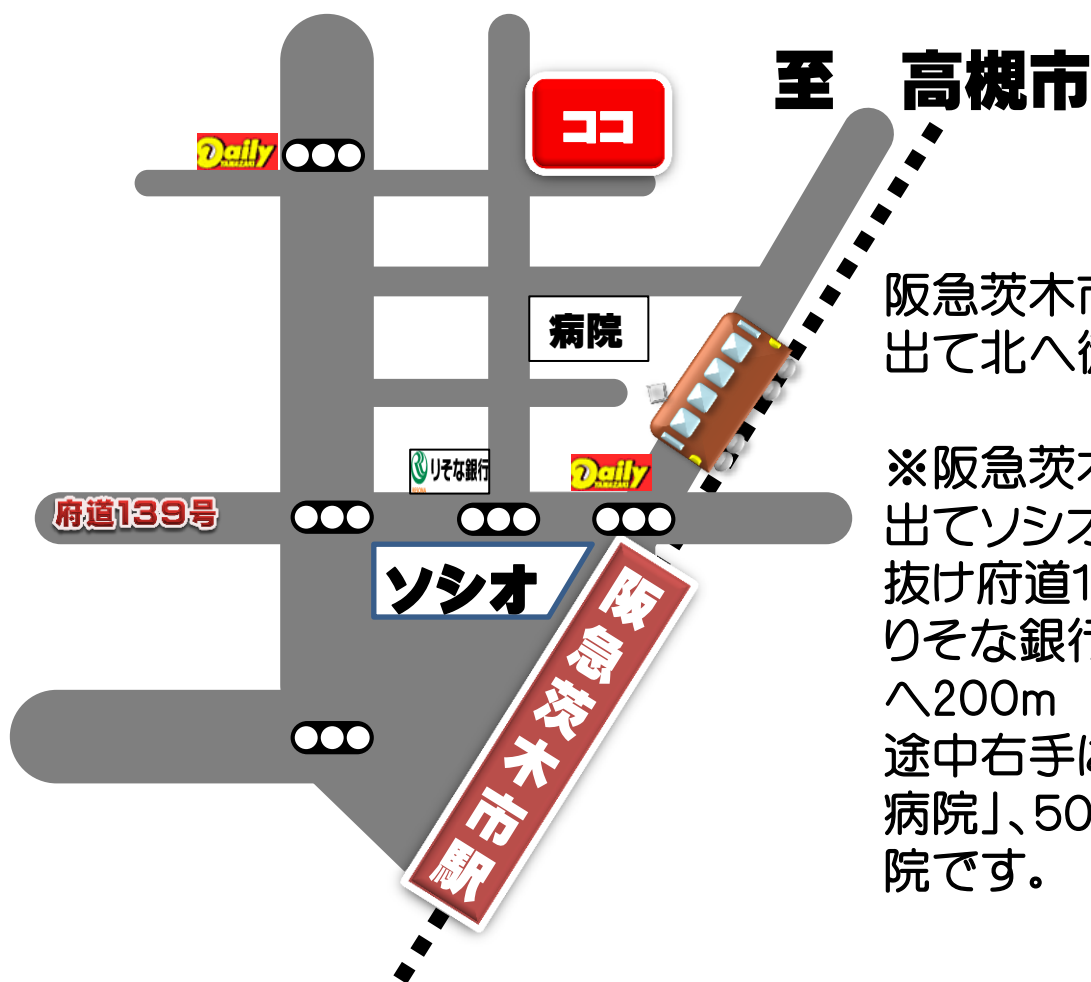 至　高槻市
ココ
Daily
YAMAZAKI
病院
りそな銀行
Daily
YAMAZAKI
府道139号
ソシオ
阪急茨木市駅
阪急茨木市
出て北へ
※阪急茨木
出てソシオ
抜け府道1
りそな銀行
へ200m
途中右手に
病院」、50
院です。